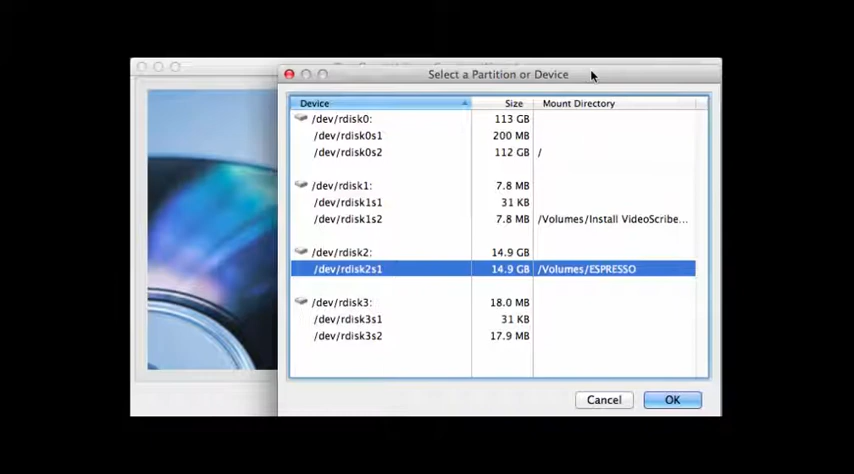 Select a Partition or Device
Device Size Mount Directory
/dev/rdisk0: 113 GB
/dev/rdisk0s1 200 MB
/dev/rdisk0s2 112 GB /
/dev/rdisk1: 7.8 MB
/dev/rdisk1s1 31 KB
/dev/rdisk1s2 7.8 MB /Volumes/Install VideoScribe...
/dev/rdisk2: 14.9 GB
/dev/rdisk2s1 14.9 GB /Volumes/ESPRESSO
/dev/rdisk3: 18.0 MB
/dev/rdisk3s1 31 KB
/dev/rdisk3s2 17.9 MB
Cancel OK